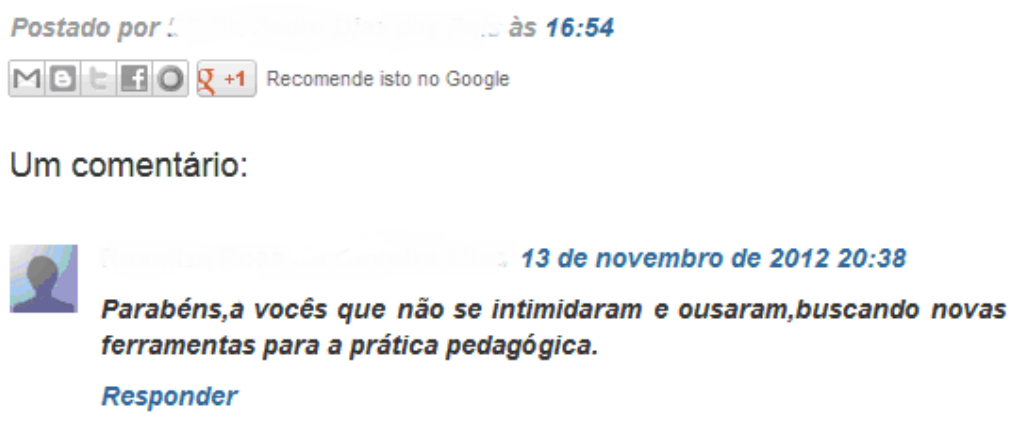 Postado por às 16:54
g +1 Recomende isto no Google
Um comentário:
13 de novembro de 2012 20:38
Parabéns,a vocês que não se intimidaram e ousaram,buscando novas
ferramentas para a prática pedagógica.
Responder